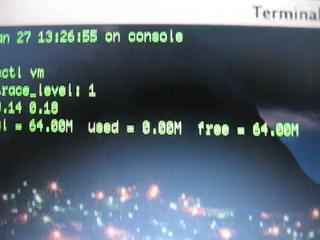 Terminal
an 27 13:26:55 on console
ctl vm
race_level: 1
.14 0.18
l = 64.00M used = 0.00M free = 64.00M